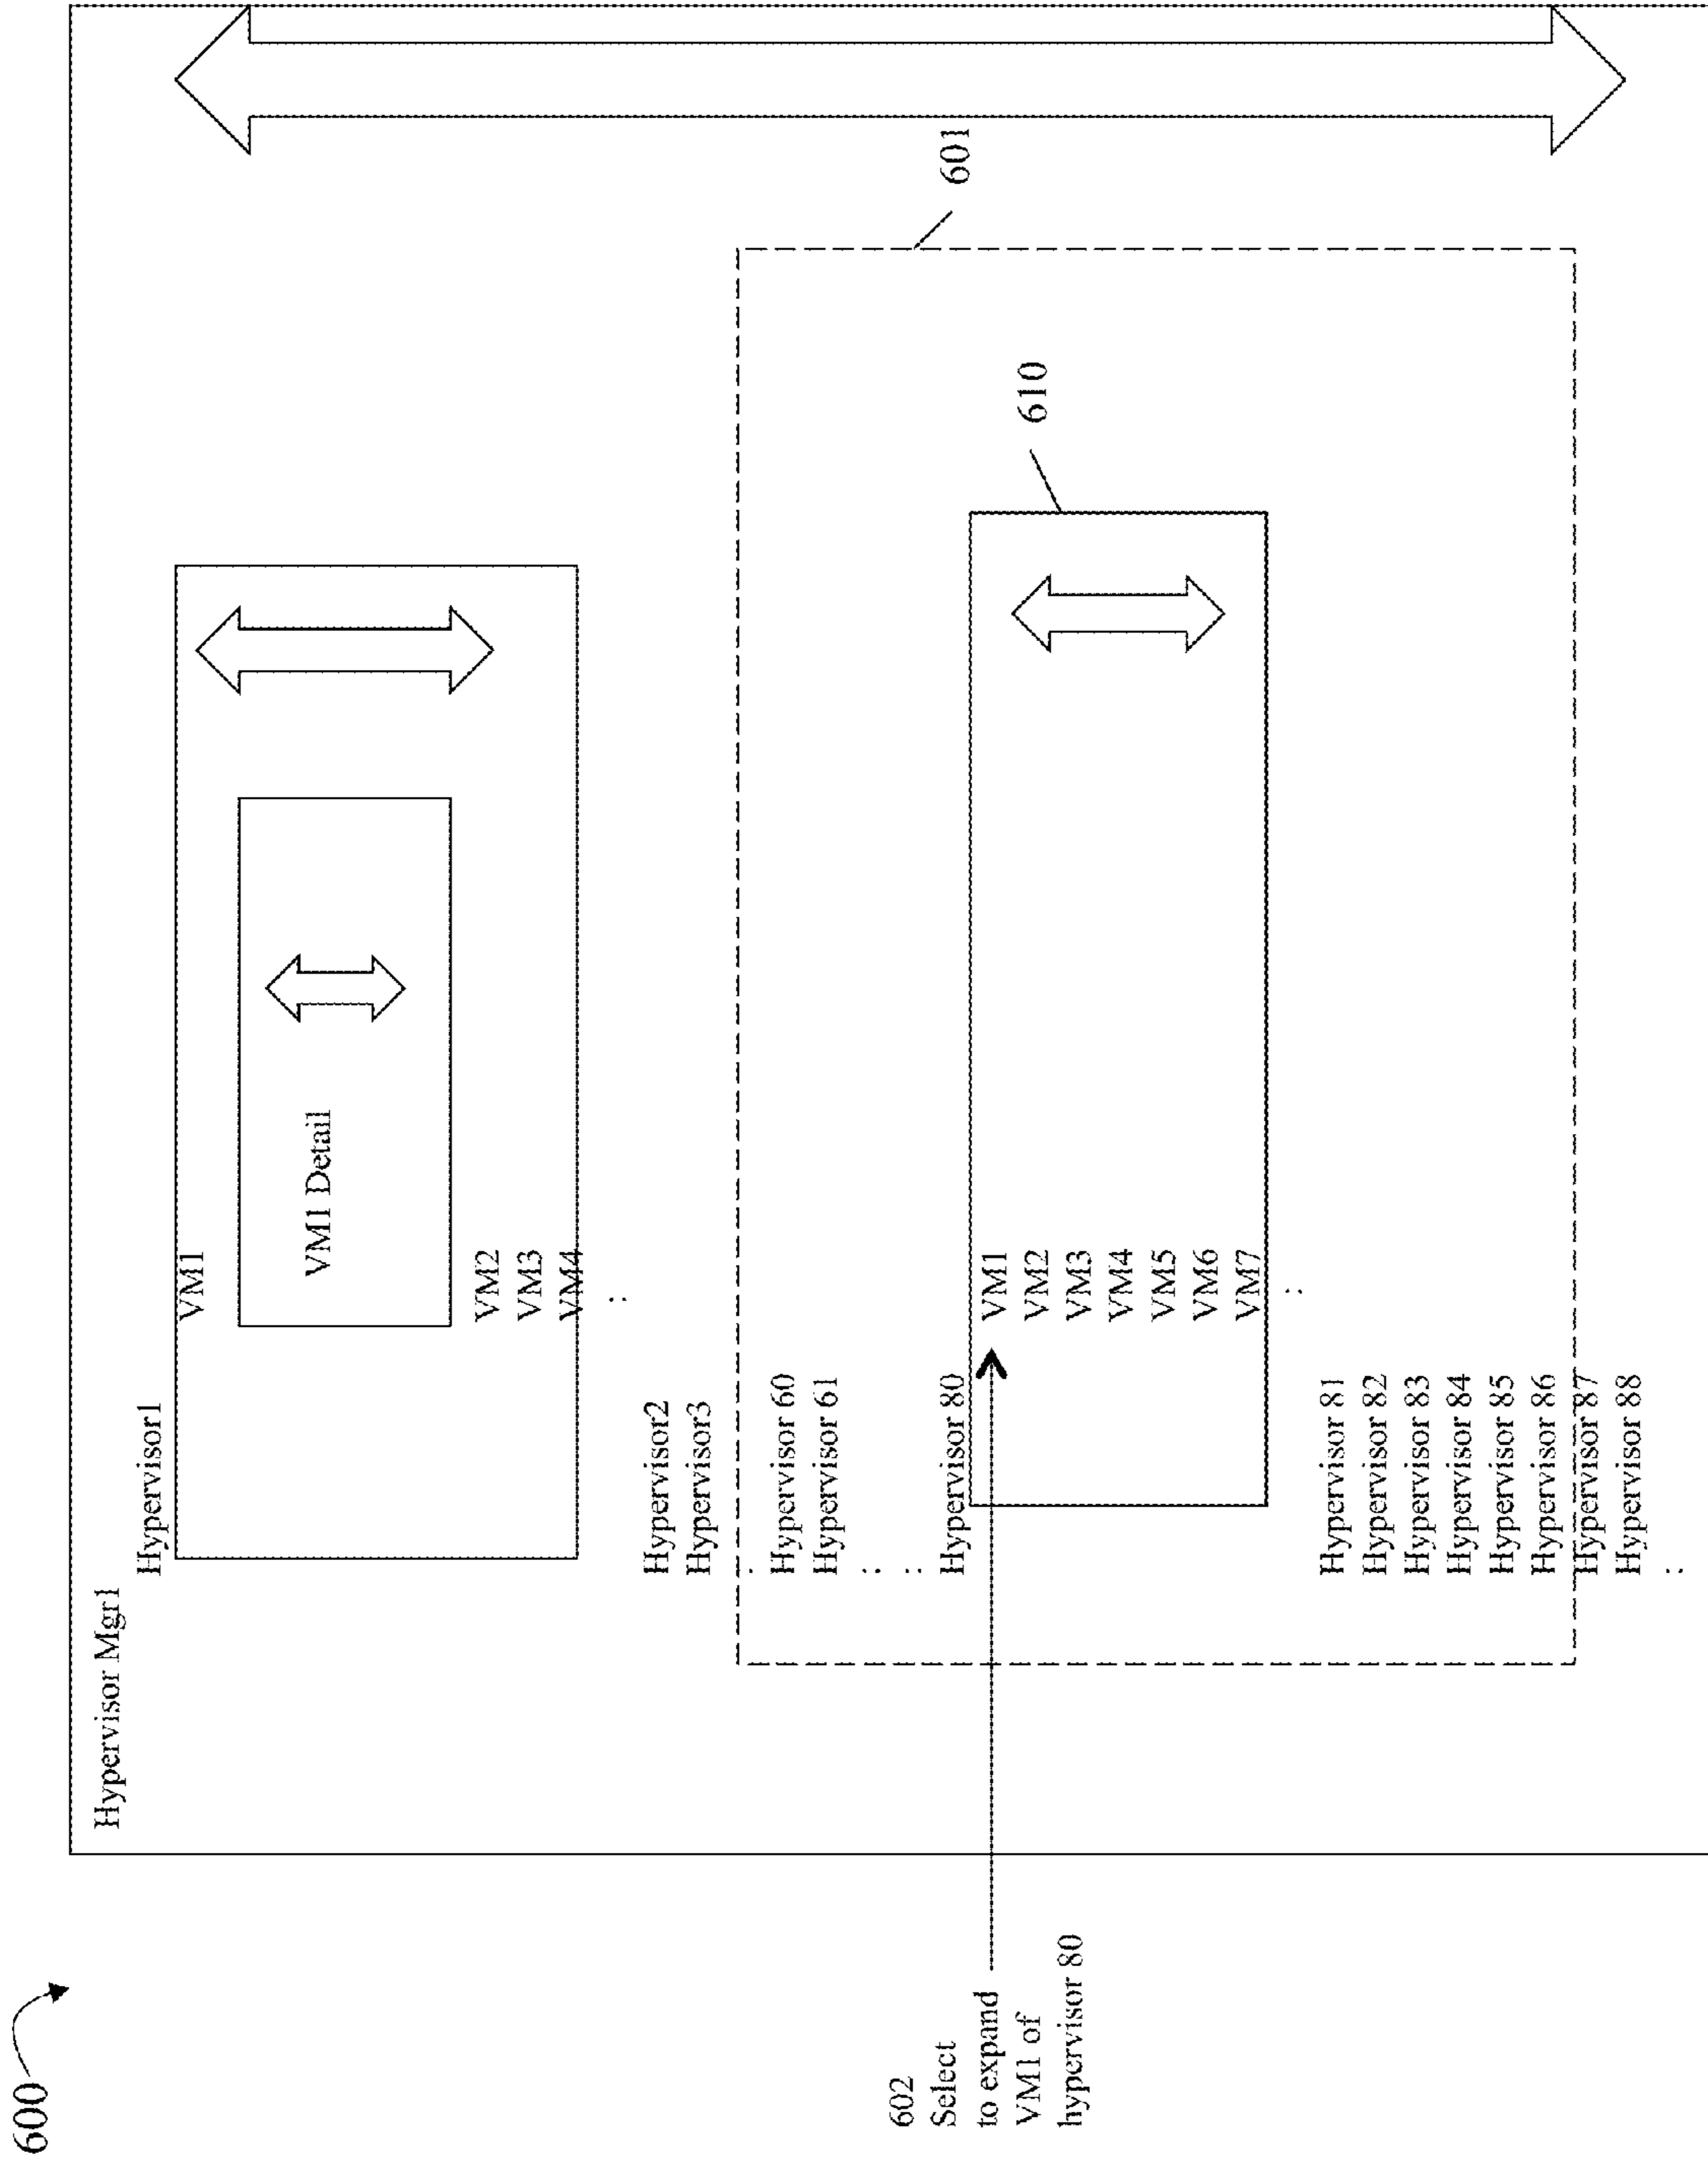 600
Hypervisor Mgr1
Hypervisor1
VM1
VM1 Detail
VM2
VM3
VM4
:
Hypervisor2
Hypervisor3
:
601
Hypervisor 60
Hypervisor 61
:
:
Hypervisor 80
610
VM1
VM2
VM3
VM4
VM5
VM6
VM7
:
602
Select
to expand
VM1 of
hypervisor 80
Hypervisor 81
Hypervisor 82
Hypervisor 83
Hypervisor 84
Hypervisor 85
Hypervisor 86
Hypervisor 87
Hypervisor 88
: